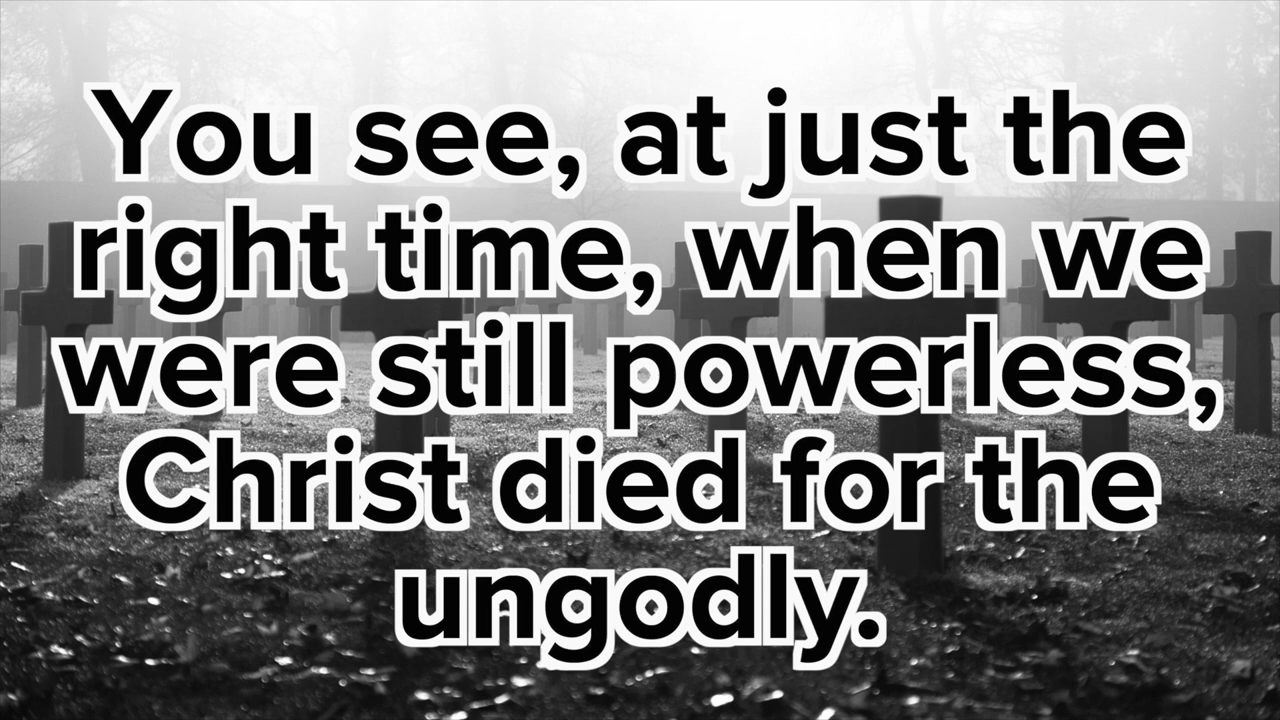 You see, at just the
right time, when we
were still powerless,
Christ died for the
ungodly.